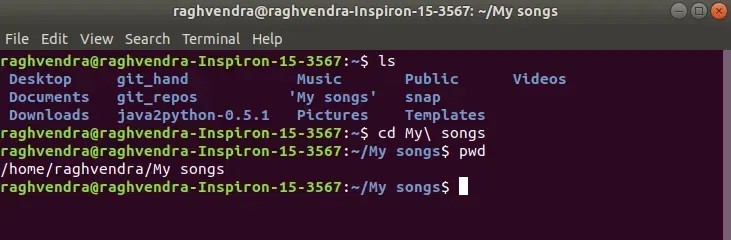 raghvendra@raghvendra-Inspiron-15-3567: ~/My songs
File Edit View Search Terminal Help
raghvendra@raghvendra-Inspiron-15-3567:~$ ls
Desktop git_hand Music Public Videos
Documents git_repos 'My songs' snap
Downloads java2python-0.5.1 Pictures Templates
raghvendra@raghvendra-Inspiron-15-3567:~$ cd My\ songs
raghvendra@raghvendra-Inspiron-15-3567:~/My songs$ pwd
/home/raghvendra/My songs
raghvendra@raghvendra-Inspiron-15-3567:~/My songs$